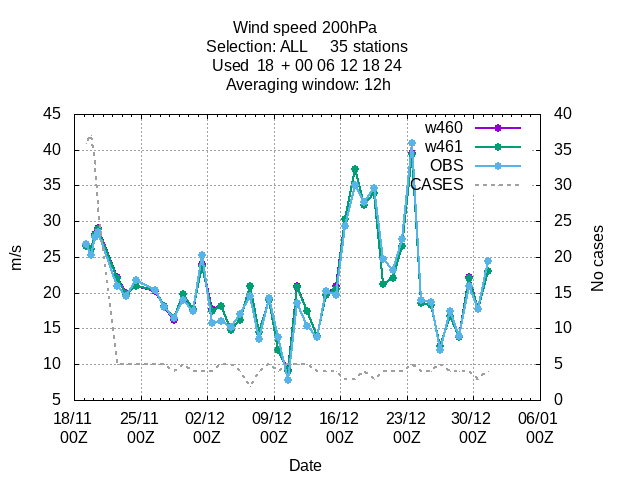 Wind speed 200hPa
Selection: ALL 35 stations
Used 18 + 00 06 12 18 24
Averaging window: 12h
45
40
35
30
25
20
15
10
5
m/s
w460
w461
OBS
CASES
40
35
30
25
20
15
10
5
0
No cases
18/11 25/11 02/12 09/12 16/12 23/12 30/12 06/01
00Z 00Z 00Z 00Z 00Z 00Z 00Z 00Z
Date